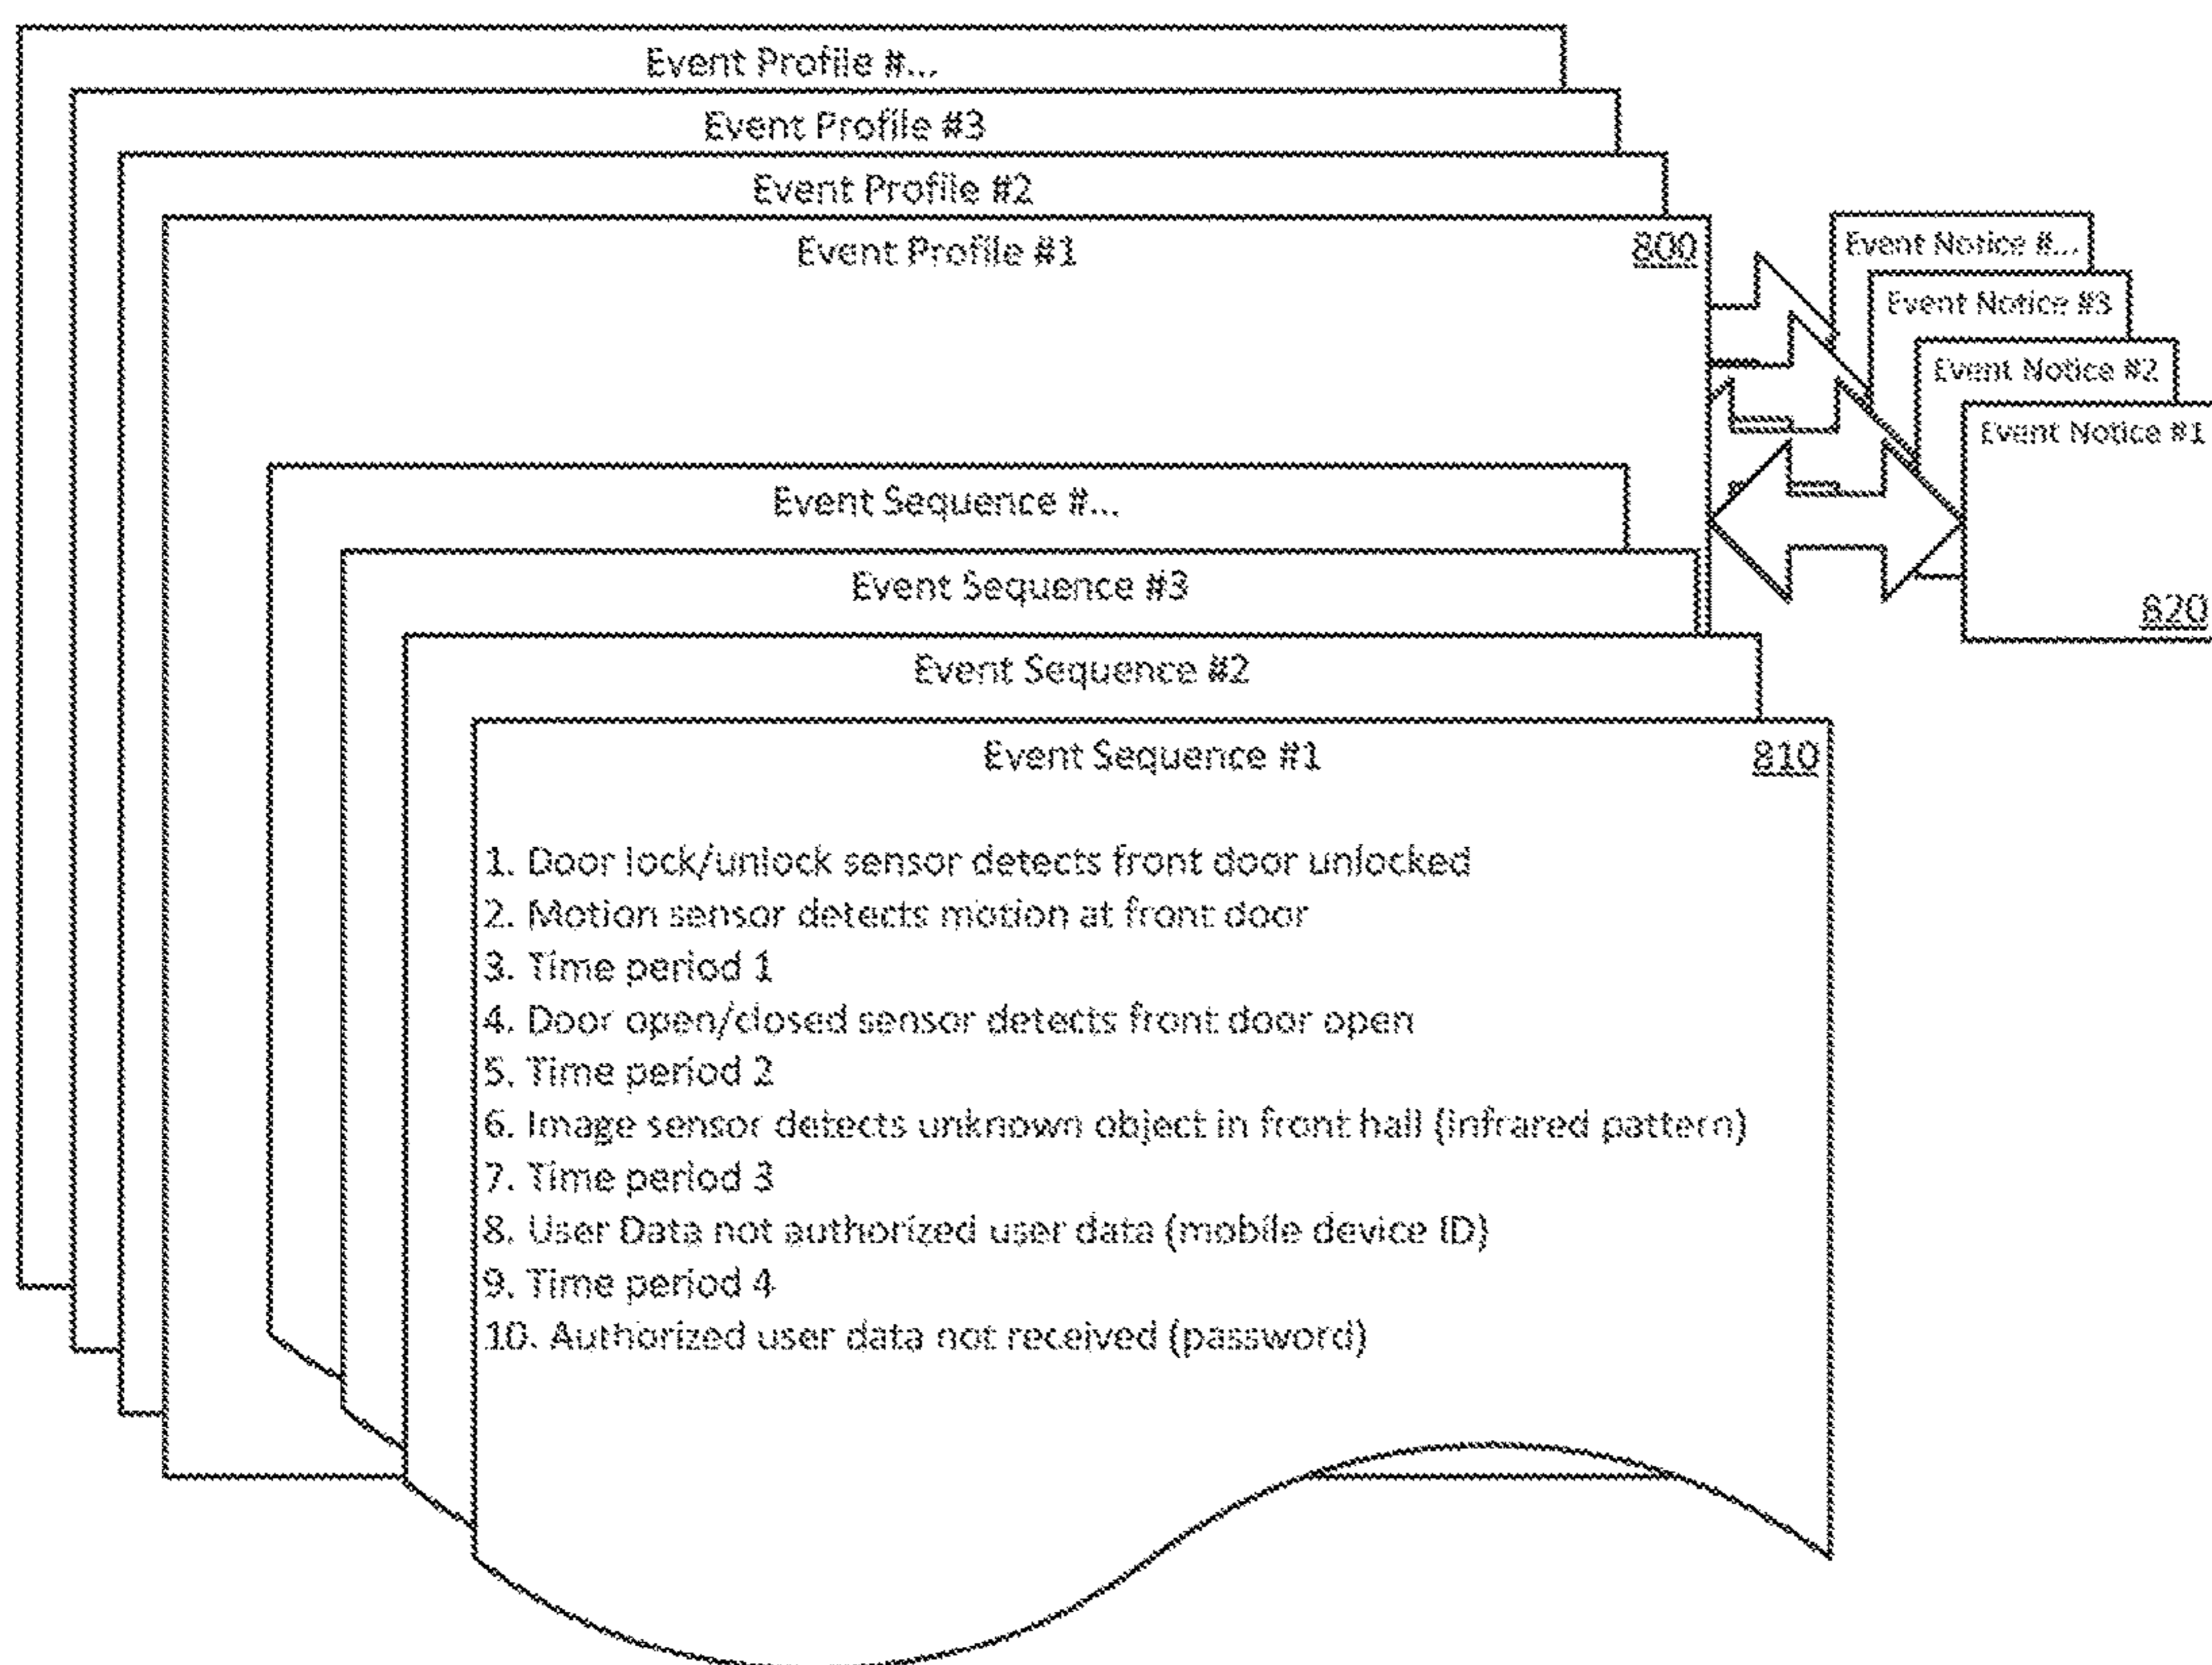 Event Profile #...
Event Profile #3
Event Profile #2
Event Profile #1
800
Event Notice #...
Event Notice #3
Event Notice #2
Event Notice #1
820
Event Sequence #...
Event Sequence #3
Event Sequence #2
Event Sequence #1
810
1. Door lock/unlock sensor detects front door unlocked
2. Motion sensor detects motion at front door
3. Time period 1
4. Door open/closed sensor detects front door open
5. Time period 2
6. Image sensor detects unknown object in front hall (infrared pattern)
7. Time period 3
8. User Data not authorized user data (mobile device ID)
9. Time period 4
10. Authorized user data not received (password)